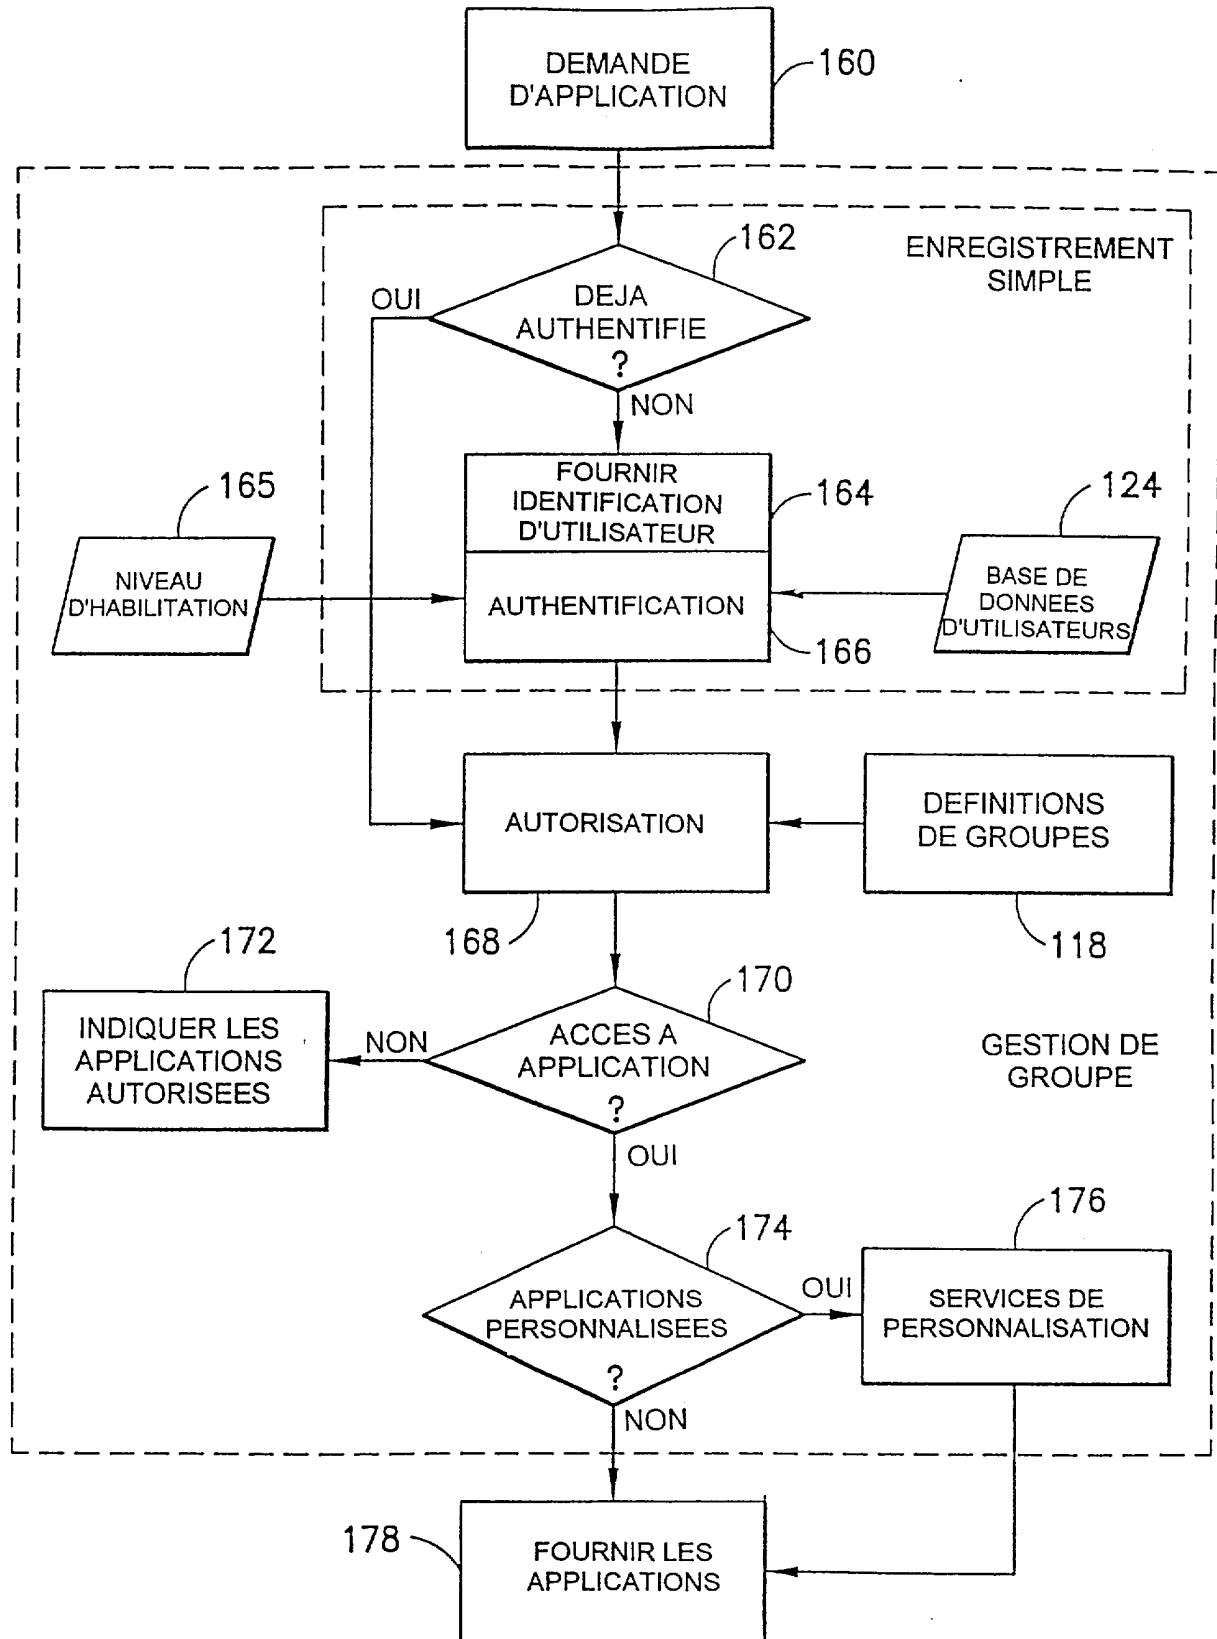 DEMANDE
D'APPLICATION
160
162
ENREGISTREMENT
SIMPLE
OUI
DEJA
AUTHENTIFIE
?
NON
165
FOURNIR
IDENTIFICATION
D'UTILISATEUR
164
124
NIVEAU
D'HABILITATION
AUTHENTIFICATION
166
BASE DE
DONNEES
D'UTILISATEURS
AUTORISATION
168
DEFINITIONS
DE GROUPES
118
172
170
INDIQUER LES
APPLICATIONS
AUTORISEES
NON
ACCES A
APPLICATION
?
OUI
GESTION DE
GROUPE
174
176
APPLICATIONS
PERSONNALISEES
?
OUI
SERVICES DE
PERSONNALISATION
NON
178
FOURNIR LES
APPLICATIONS